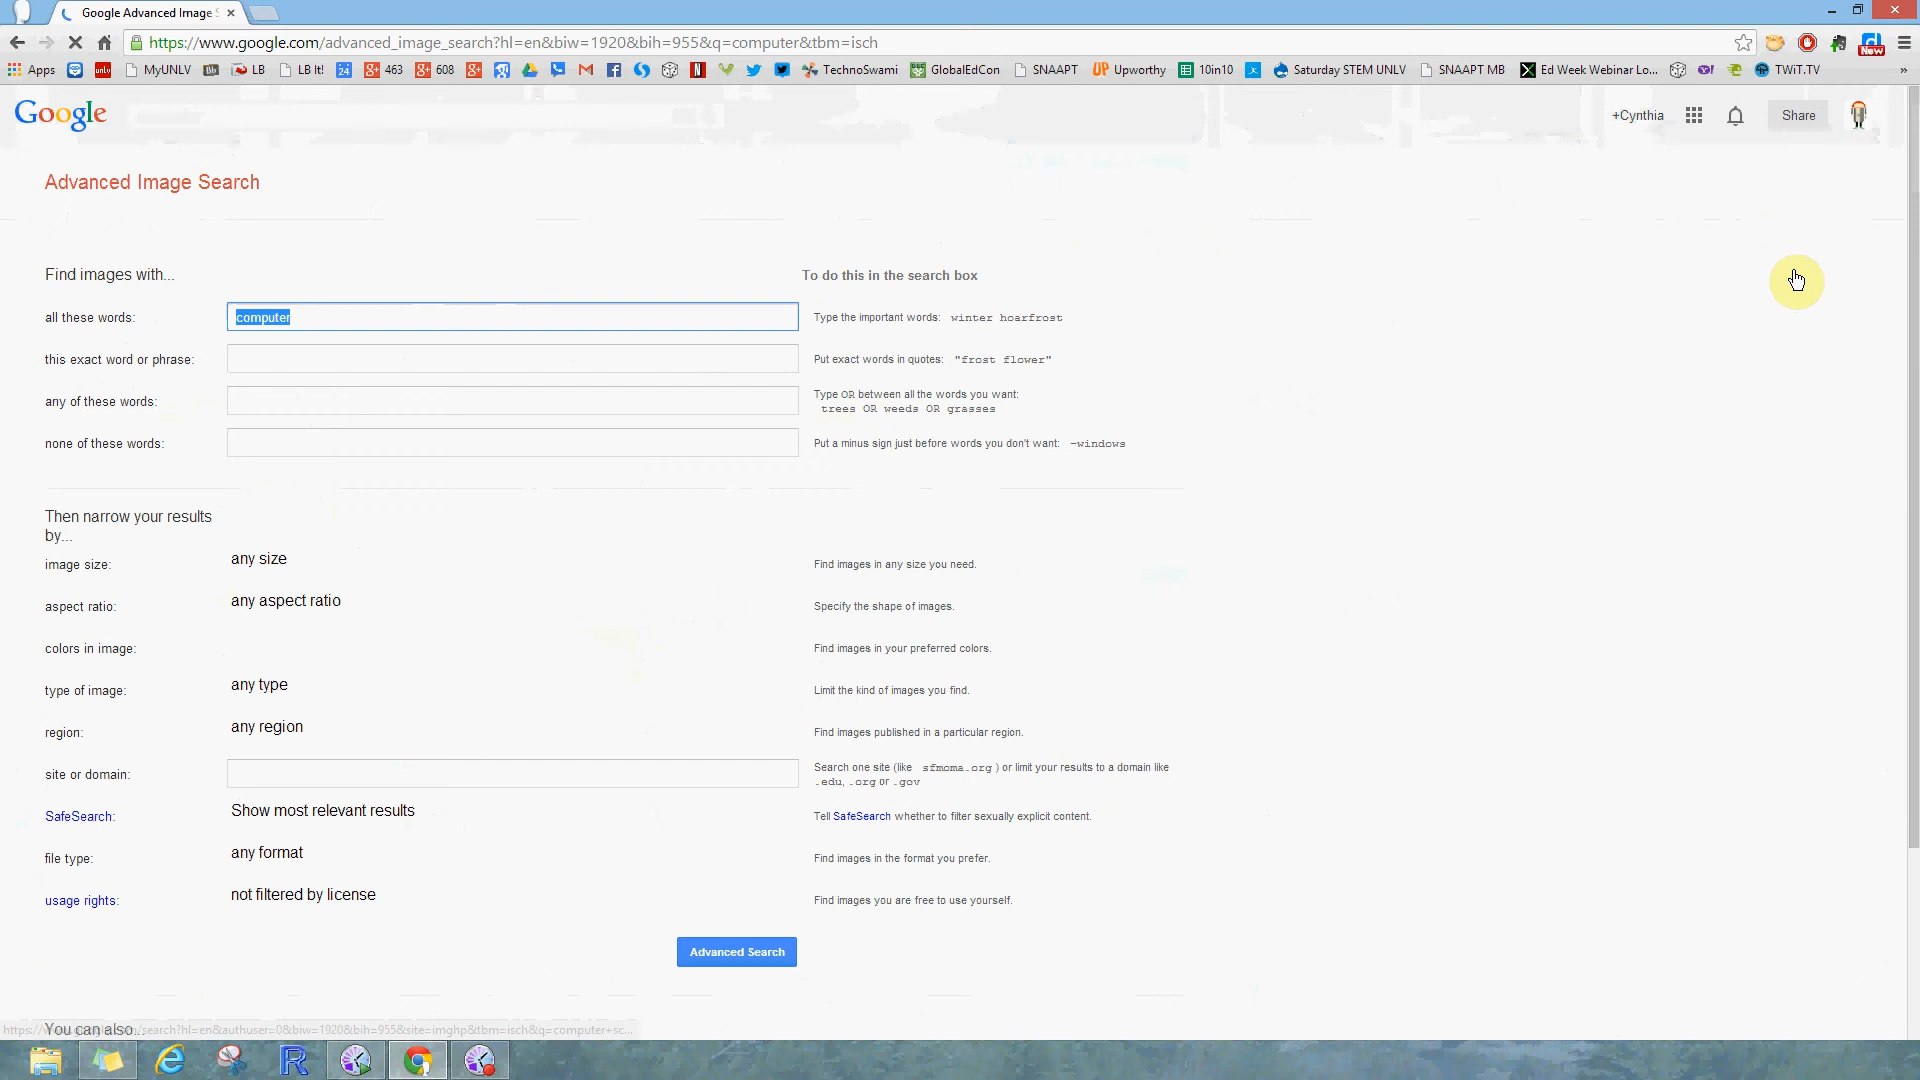 Google Advanced Image S
https://www.google.com/advanced_image_search?hl=en&biw=1920&bih=955&q=computer&tbm=isch
New
Apps unlv MyUNLV Bb LB LB It! 24 463 608 TechnoSwami GlobalEdCon SNAAPT UP Upworthy 10in10 Saturday STEM UNLV SNAAPT MB Ed Week Webinar Lo... TWiT.TV »
Google
+Cynthia
Share
Advanced Image Search
Find images with...
To do this in the search box
all these words:
computer
Type the important words: winter hoarfrost
this exact word or phrase:
Put exact words in quotes: "frost flower"
any of these words:
Type OR between all the words you want:
trees OR weeds OR grasses
none of these words:
Put a minus sign just before words you don't want: -windows
Then narrow your results
by...
image size:
any size
Find images in any size you need.
aspect ratio:
any aspect ratio
Specify the shape of images.
colors in image:
Find images in your preferred colors.
type of image:
any type
Limit the kind of images you find.
region:
any region
Find images published in a particular region.
site or domain:
Search one site (like sfmoma.org ) or limit your results to a domain like
.edu, .org or .gov
SafeSearch:
Show most relevant results
Tell SafeSearch whether to filter sexually explicit content.
file type:
any format
Find images in the format you prefer.
usage rights:
not filtered by license
Find images you are free to use yourself.
Advanced Search
You can also...